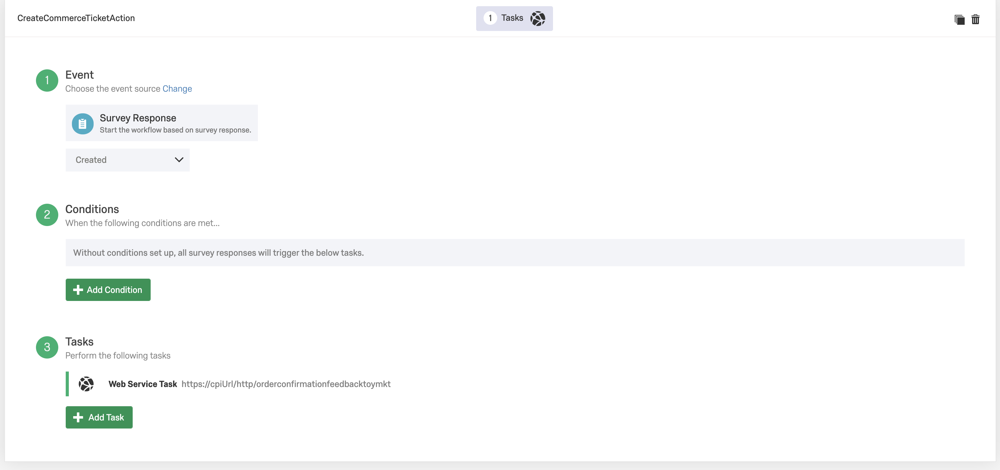 CreateCommerceTicketAction
1 Tasks
1
Event
Choose the event source Change
Survey Response
Start the workflow based on survey response.
Created
2
Conditions
When the following conditions are met...
Without conditions set up, all survey responses will trigger the below tasks.
Add Condition
3
Tasks
Perform the following tasks
Web Service Task https://cpiUrl/http/orderconfirmationfeedbacktoymkt
Add Task